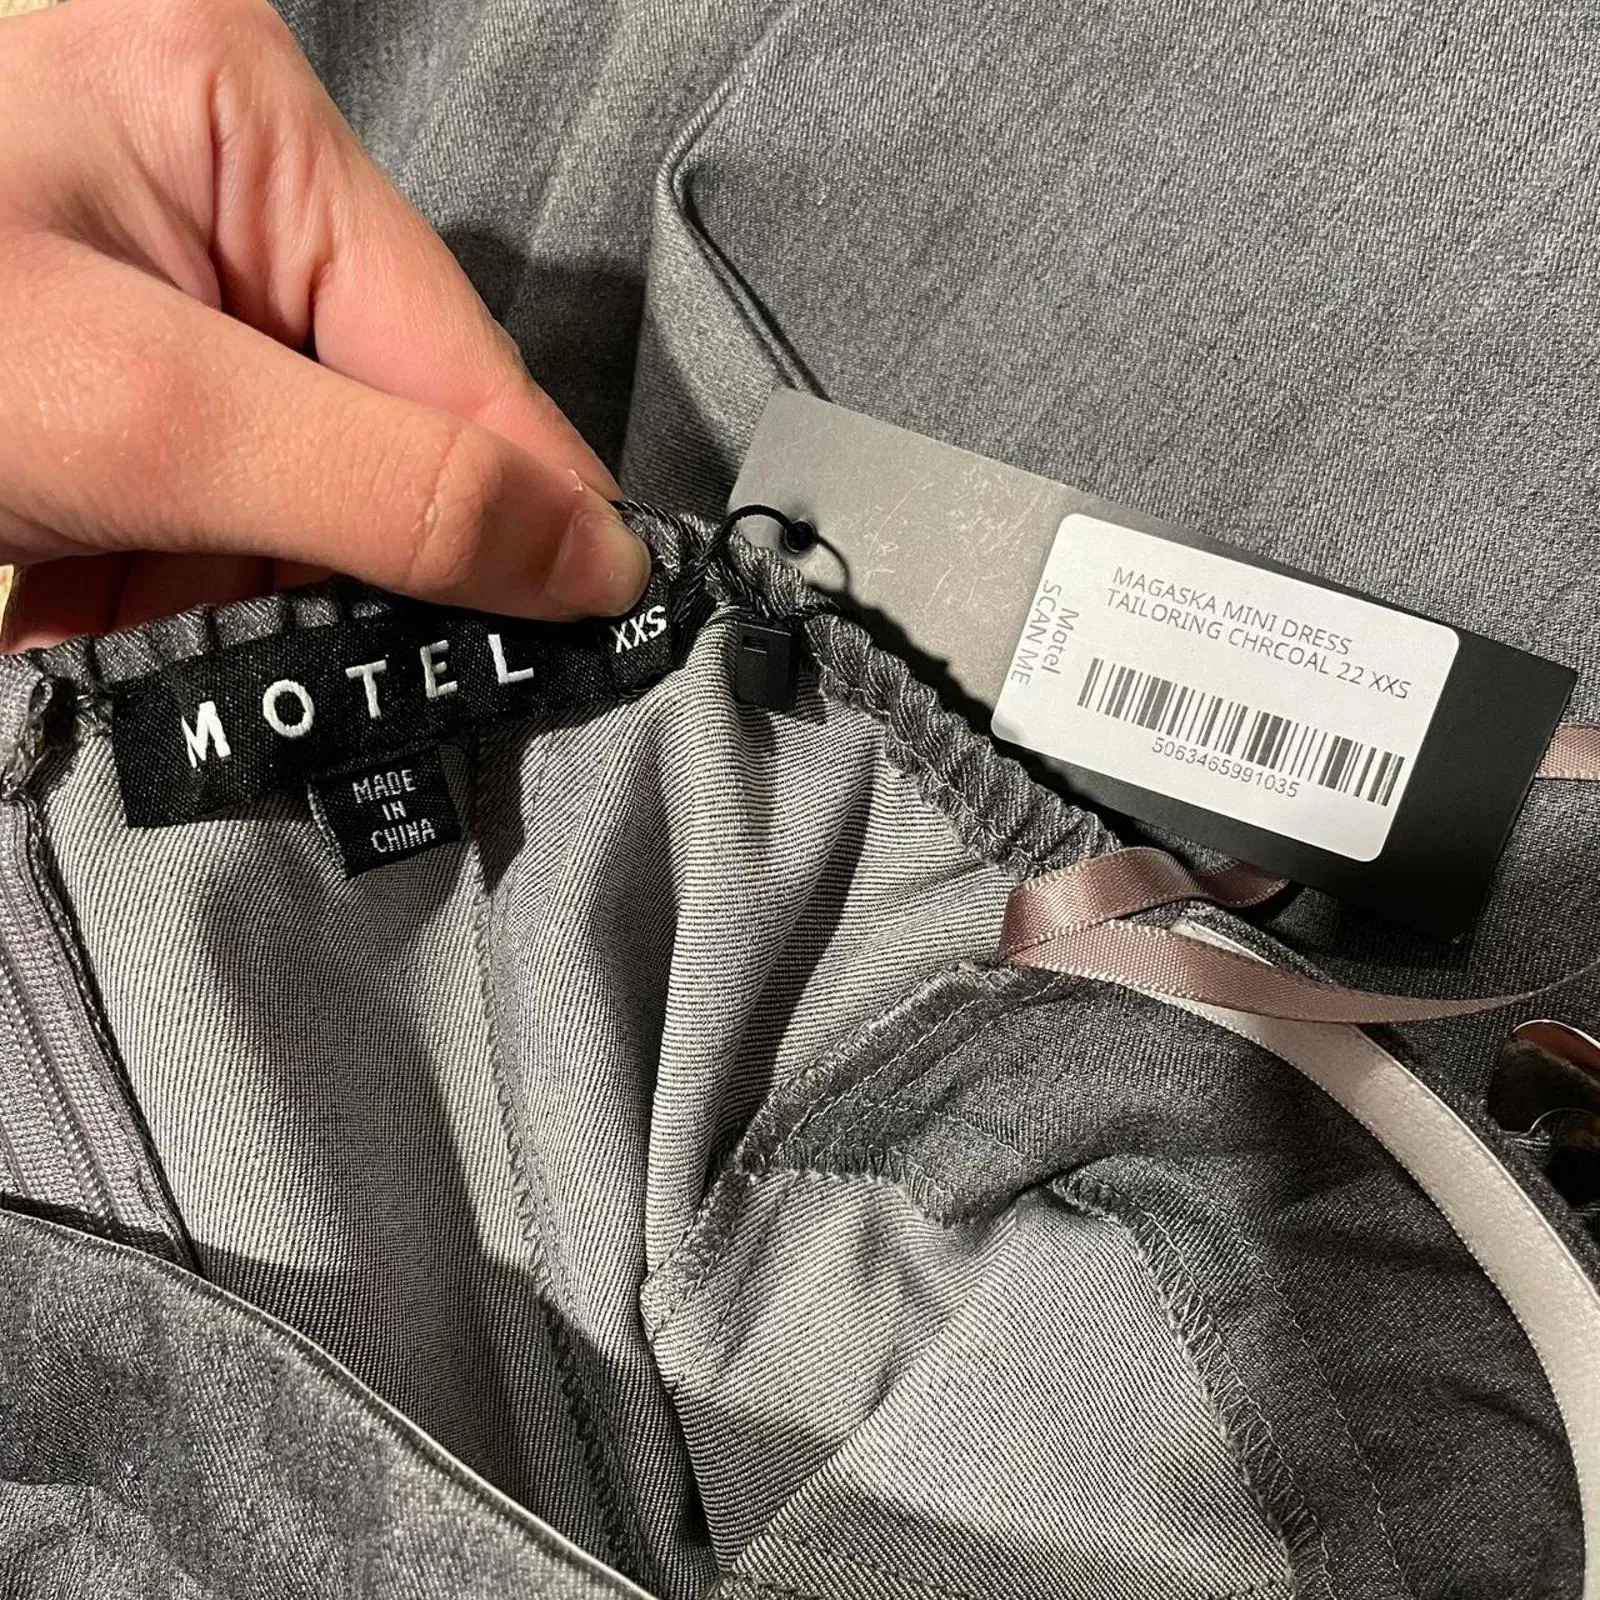 MOTEL
XXS
MADE
IN
CHINA
MAGASKA MINI DRESS
TAILORING CHRCOAL 22 XXS
5063465991035
Motel
SCAN ME